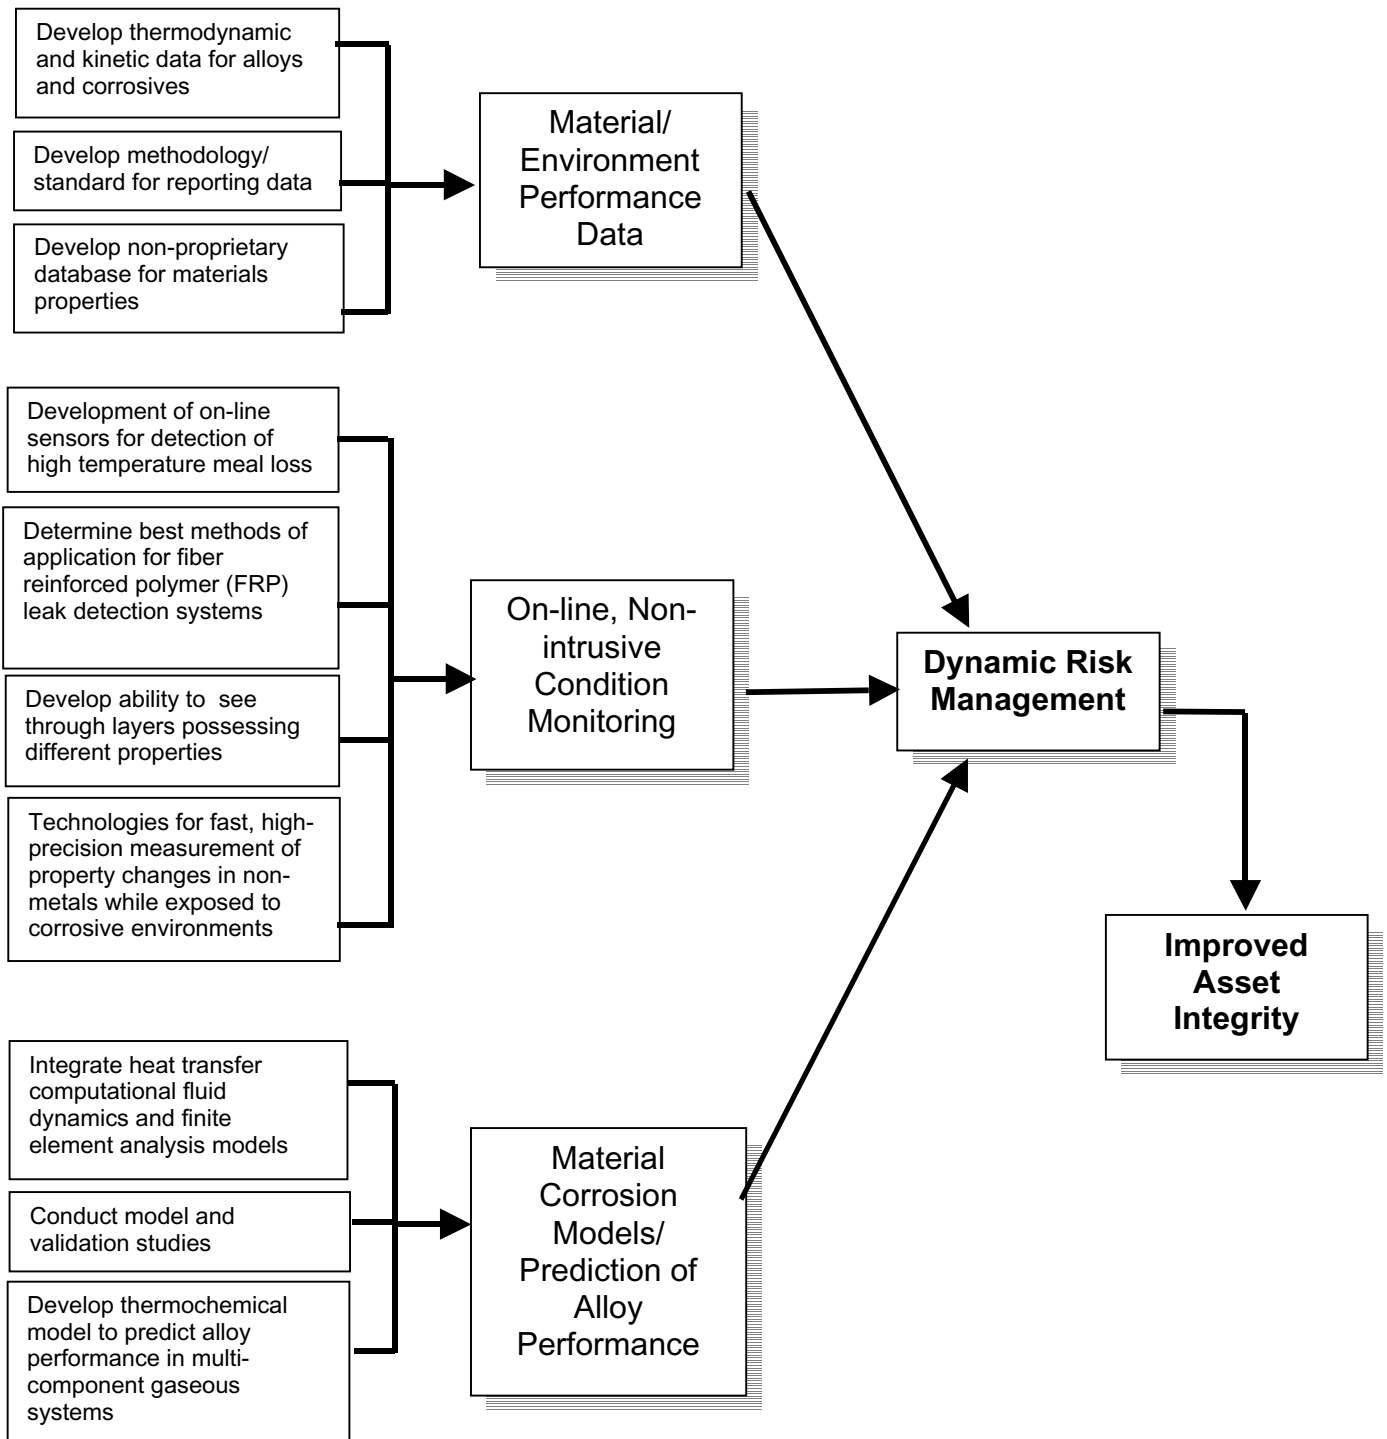 Develop thermodynamic
and kinetic data for alloys
and corrosives
Develop methodology/
standard for reporting data
Develop non-proprietary
database for materials
properties
Material/
Environment
Performance
Data
Development of on-line
sensors for detection of
high temperature meal loss
Determine best methods of
application for fiber
reinforced polymer (FRP)
leak detection systems
Develop ability to see
through layers possessing
different properties
Technologies for fast, high-
precision measurement of
property changes in non-
metals while exposed to
corrosive environments
On-line, Non-
intrusive
Condition
Monitoring
Integrate heat transfer
computational fluid
dynamics and finite
element analysis models
Conduct model and
validation studies
Develop thermochemical
model to predict alloy
performance in multi-
component gaseous
systems
Material
Corrosion
Models/
Prediction of
Alloy
Performance
Dynamic Risk
Management
Improved
Asset
Integrity